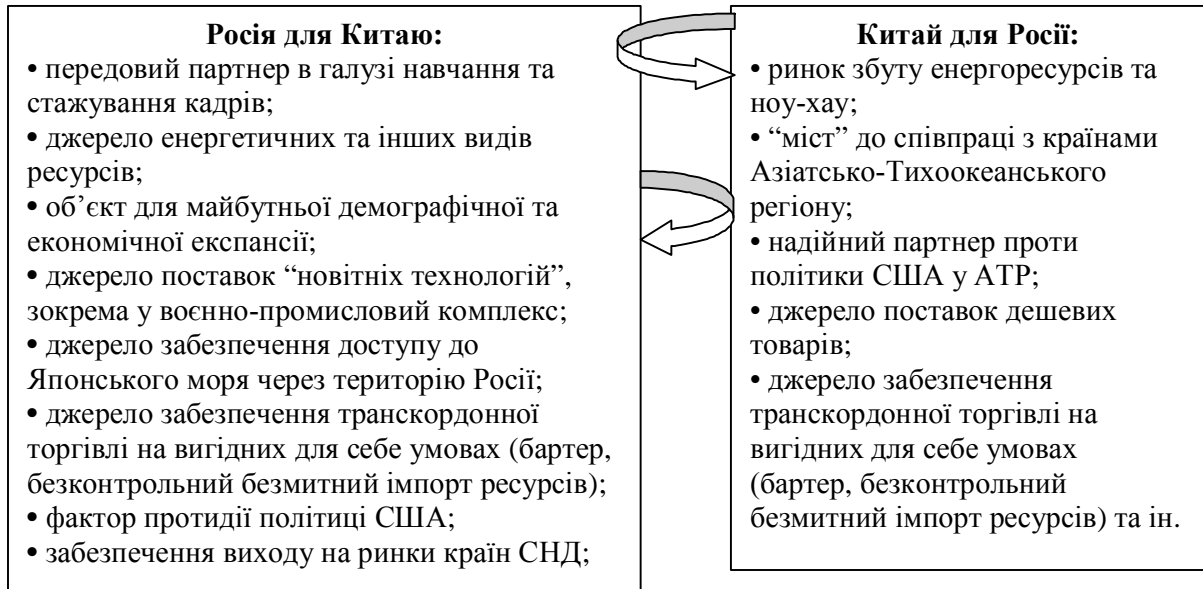 Росія для Китаю:
• передовий партнер в галузі навчання та
стажування кадрів;
• джерело енергетичних та інших видів
ресурсів;
• об’єкт для майбутньої демографічної та
економічної експансії;
• джерело поставок “новітніх технологій”,
зокрема у воєнно-промисловий комплекс;
• джерело забезпечення доступу до
Японського моря через територію Росії;
• джерело забезпечення транскордонної
торгівлі на вигідних для себе умовах (бартер,
безконтрольний безмитний імпорт ресурсів);
• фактор протидії політиці США;
• забезпечення виходу на ринки країн СНД;
Китай для Росії:
• ринок збуту енергоресурсів та
ноу-хау;
• “міст” до співпраці з країнами
Азіатсько-Тихоокеанського
регіону;
• надійний партнер проти
політики США у АТР;
• джерело поставок дешевих
товарів;
• джерело забезпечення
транскордонної торгівлі на
вигідних для себе умовах
(бартер, безконтрольний
безмитний імпорт ресурсів) та ін.